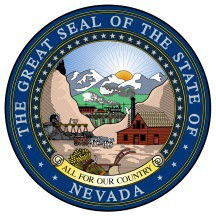 THE GREAT SEAL OF THE STATE OF
NEVADA
ALL FOR OUR COUNTRY